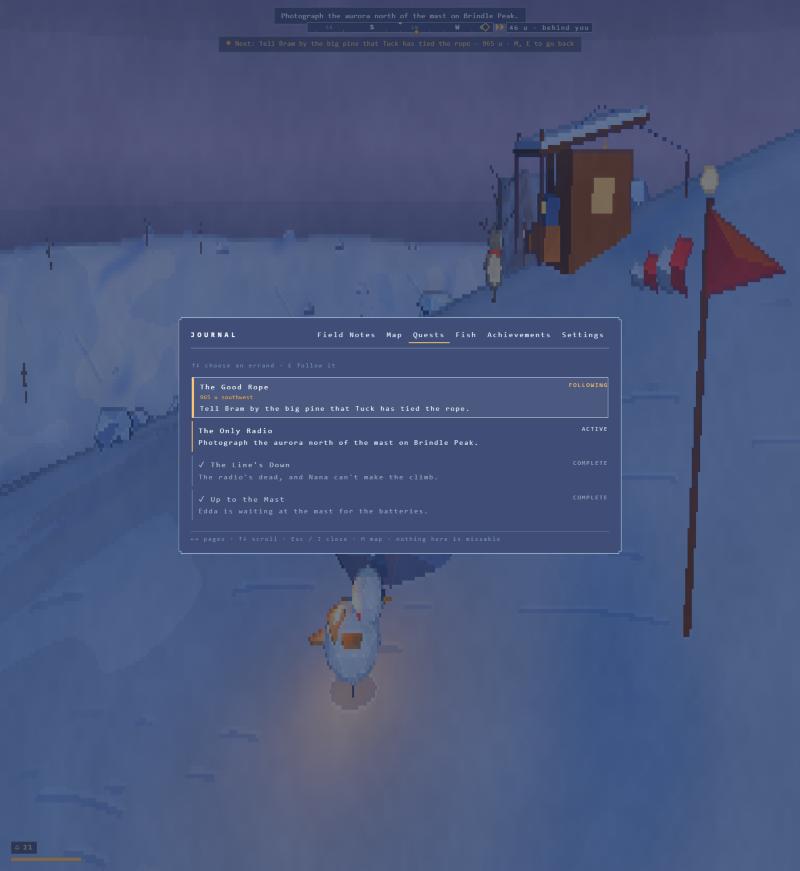 Photograph the aurora north of the mast on Brindle Peak.
S W 46 u · behind you
Next: Tell Bram by the big pine that Tuck has tied the rope · 965 u · M, E to go back
JOURNAL Field Notes Map Quests Fish Achievements Settings
↑↓ choose an errand · E follow it
The Good Rope FOLLOWING
965 u southwest
Tell Bram by the big pine that Tuck has tied the rope.
The Only Radio ACTIVE
Photograph the aurora north of the mast on Brindle Peak.
✓ The Line's Down COMPLETE
The radio's dead, and Nana can't make the climb.
✓ Up to the Mast COMPLETE
Edda is waiting at the mast for the batteries.
←→ pages · ↑↓ scroll · Esc / J close · M map · nothing here is missable